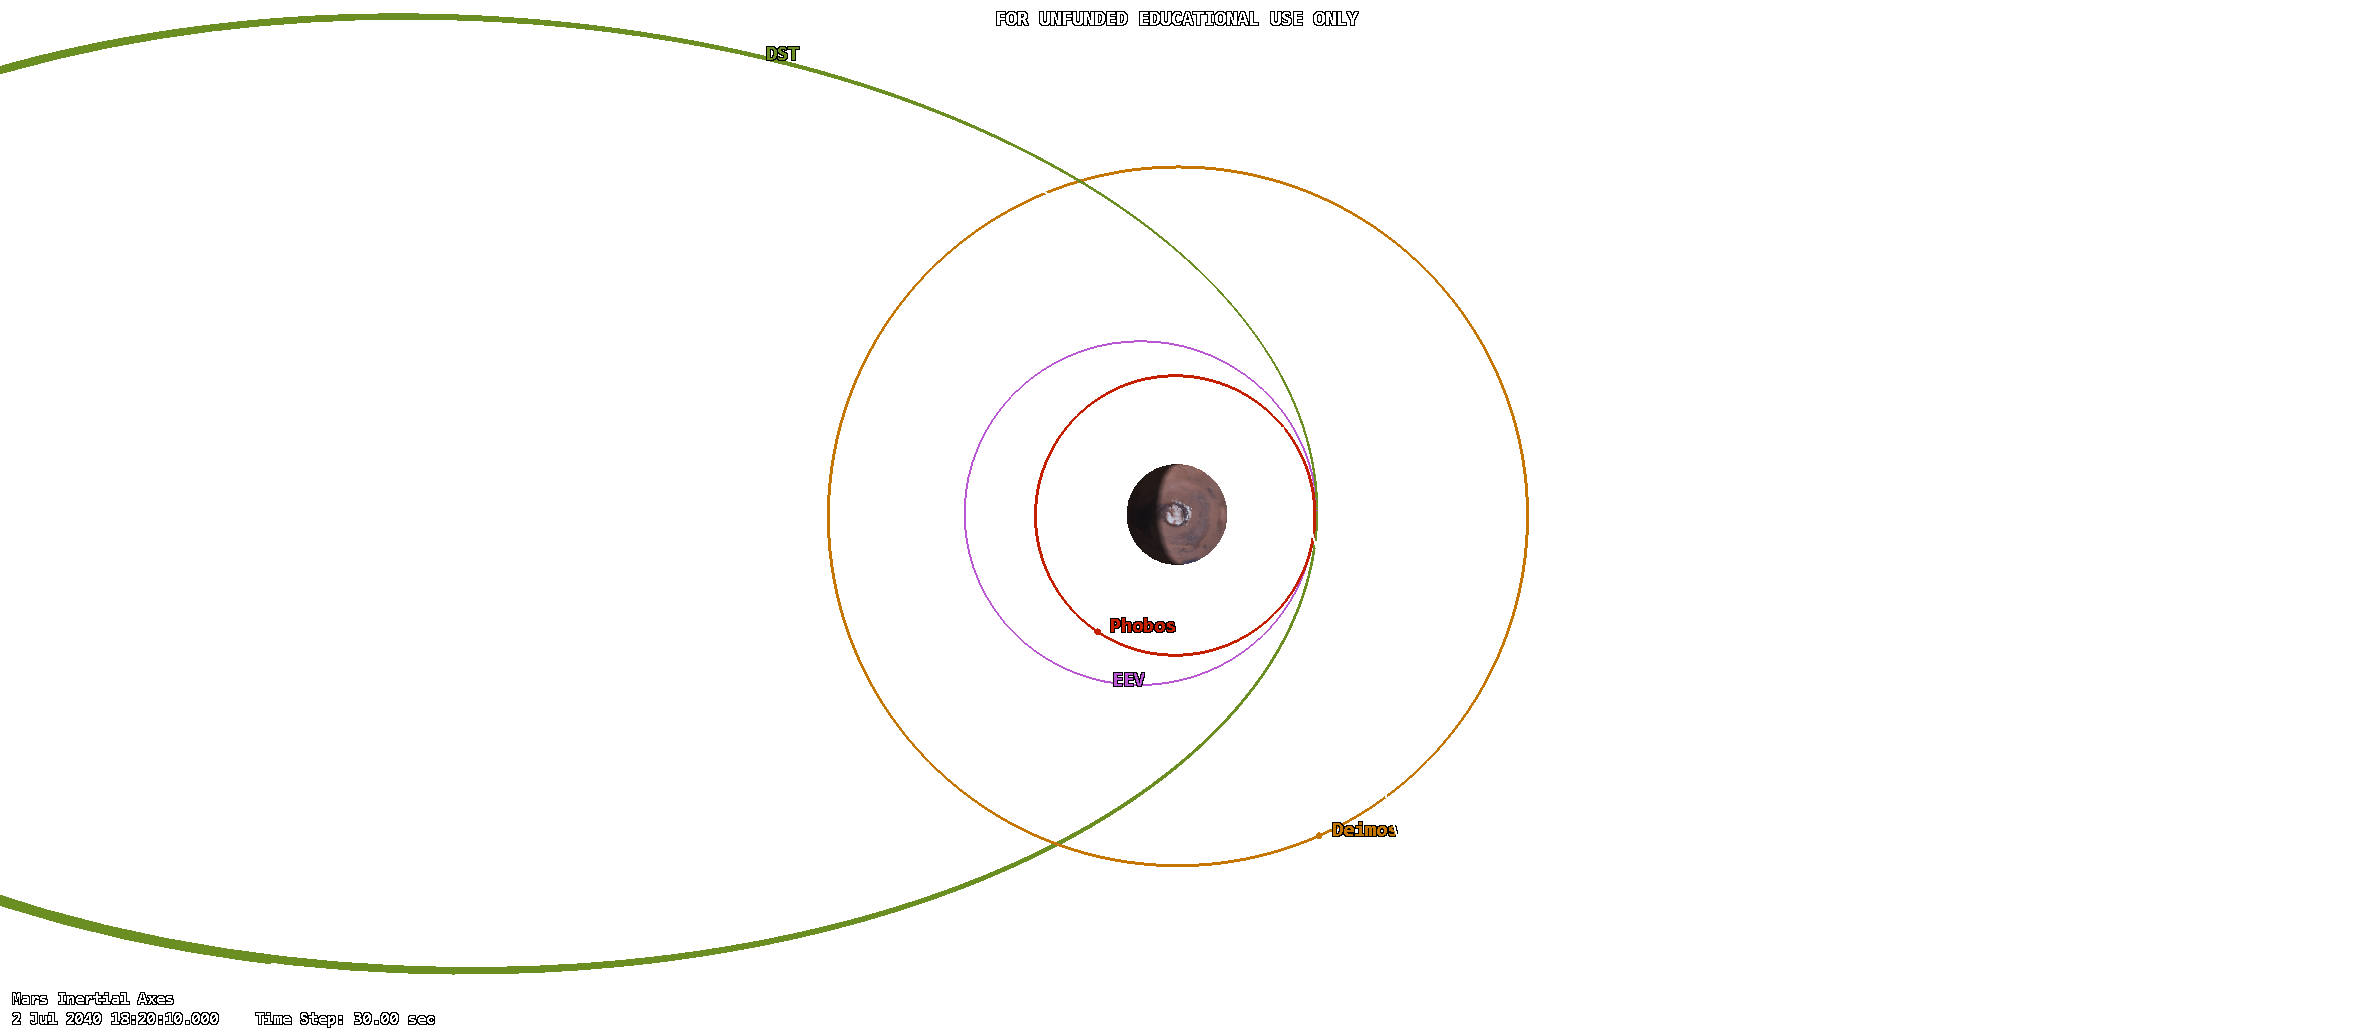 FOR UNFUNDED EDUCATIONAL USE ONLY
DST
Phobos
EEV
Deimos
Mars Inertial Axes
2 Jul 2040 18:20:10.000 Time Step: 30.00 sec